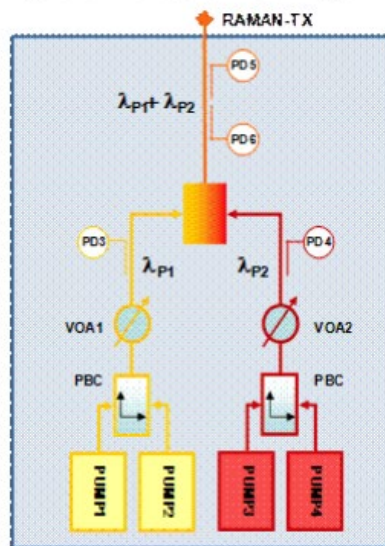 RAMAN-TX
PD5
λP1+ λP2
PD6
PD3
PD4
λP1
λP2
VOA1
VOA2
PBC
PBC
PUMP1
PUMP2
PUMP3
PUMP4